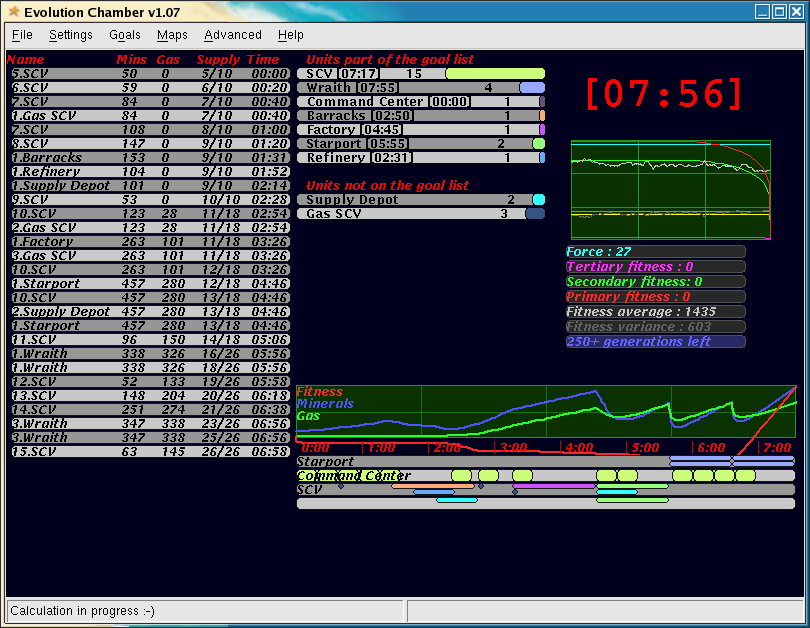 Evolution Chamber v1.07
File Settings Goals Maps Advanced Help
Name Mins Gas Supply Time
5.SCV 50 0 5/10 00:00
6.SCV 59 0 6/10 00:20
7.SCV 84 0 7/10 00:40
1.Gas SCV 84 0 7/10 00:40
7.SCV 108 0 8/10 01:00
8.SCV 147 0 9/10 01:20
1.Barracks 153 0 9/10 01:31
1.Refinery 104 0 9/10 01:52
1.Supply Depot 101 0 9/10 02:14
9.SCV 53 0 10/10 02:28
10.SCV 123 28 11/18 02:54
2.Gas SCV 123 28 11/18 02:54
1.Factory 263 101 11/18 03:26
3.Gas SCV 263 101 11/18 03:26
10.SCV 263 101 12/18 03:26
1.Starport 457 280 12/18 04:46
10.SCV 457 280 13/18 04:46
2.Supply Depot 457 280 13/18 04:46
1.Starport 457 280 13/18 04:46
11.SCV 96 150 14/18 05:06
1.Wraith 338 326 16/26 05:56
1.Wraith 338 326 18/26 05:56
12.SCV 52 133 19/26 05:58
13.SCV 148 204 20/26 06:18
14.SCV 251 274 21/26 06:38
3.Wraith 347 338 23/26 06:56
3.Wraith 347 338 25/26 06:56
15.SCV 63 145 26/26 06:58
Units part of the goal list
SCV [07:17] 15
Wraith [07:55] 4
Command Center [00:00] 1
Barracks [02:50] 1
Factory [04:45] 1
Starport [05:55] 2
Refinery [02:31] 1
Units not on the goal list
Supply Depot 2
Gas SCV 3
[07:56]
Force : 27
Tertiary fitness : 0
Secondary fitness: 0
Primary fitness : 0
Fitness average : 1435
Fitness variance : 603
250+ generations left
Fitness
Minerals
Gas
0:00 |1:00 |2:00 |3:00 |4:00 |5:00 |6:00 |7:00
Starport
Command Center
SCV
Calculation in progress :-)